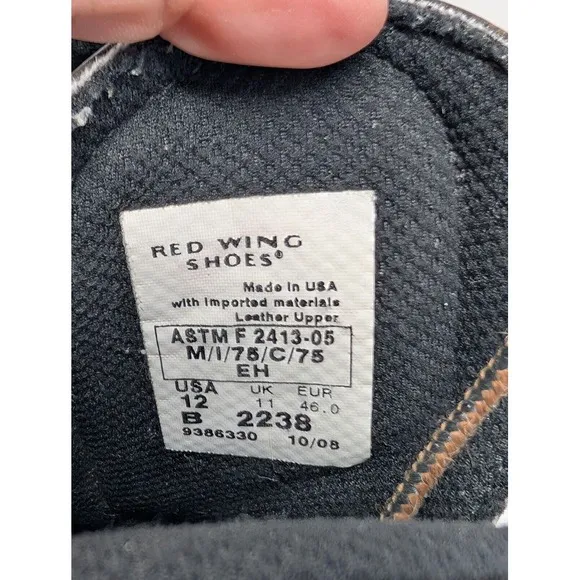 RED WING
SHOES®
Made in USA
with imported materials
Leather Upper
ASTM F 2413-05
M/I/75/C/75
EH
USA UK EUR
12 11 46.0
B 2238
9386330 10/08